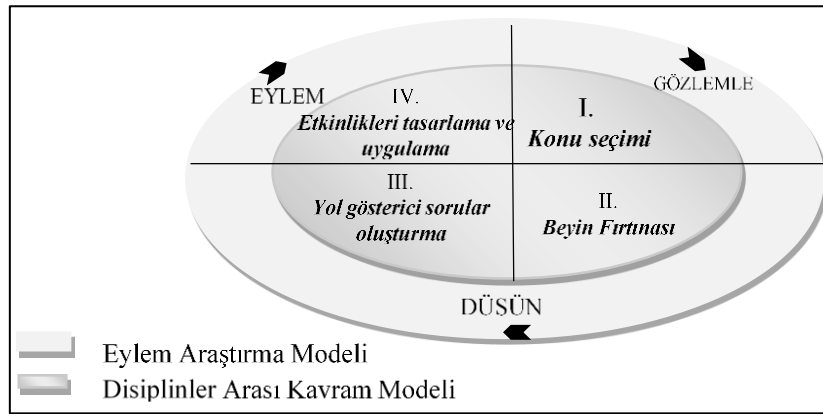 EYLEM
GÖZLEMLE
IV.
Etkinlikleri tasarlama ve
uygulama
I.
Konu seçimi
III.
Yol gösterici sorular
oluşturma
II.
Beyin Fırtınası
DÜŞÜN
Eylem Araştırma Modeli
Disiplinler Arası Kavram Modeli